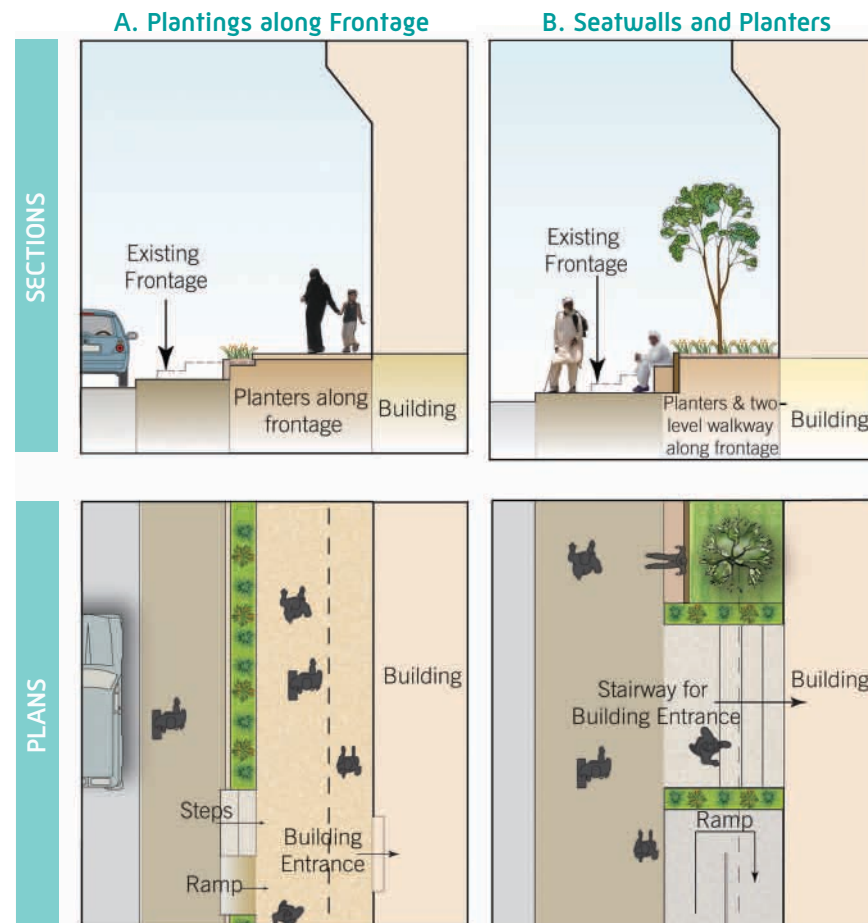 A. Plantings along Frontage
B. Seatwalls and Planters
SECTIONS
Existing
Frontage
Planters along
frontage
Building
Existing
Frontage
Planters & two-
level walkway
along frontage
Building
PLANS
Building
Steps
Building
Entrance
Ramp
Building
Stairway for
Building Entrance
Ramp